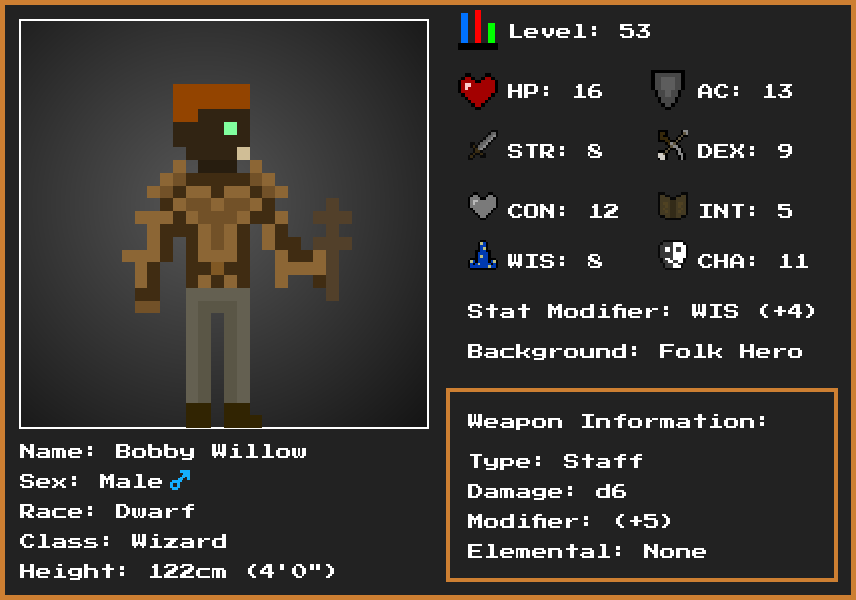 Level: 53
HP: 16 AC: 13
STR: 8 DEX: 9
CON: 12 INT: 5
WIS: 8 CHA: 11
Stat Modifier: WIS (+4)
Background: Folk Hero
Weapon Information:
Type: Staff
Damage: d6
Modifier: (+5)
Elemental: None
Name: Bobby Willow
Sex: Male♂
Race: Dwarf
Class: Wizard
Height: 122cm (4'0")